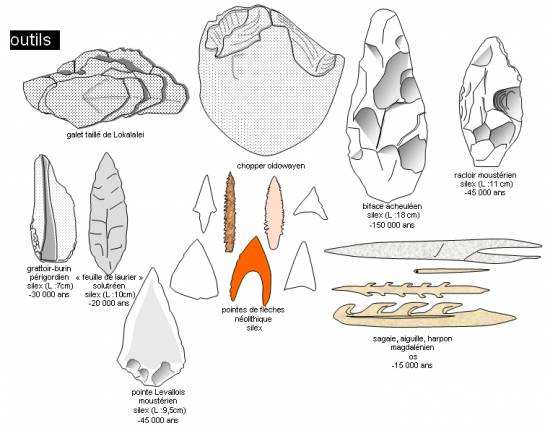 outils
galet taillé de Lokalalei
chopper oldowayen
biface acheuléen
silex (L :18 cm)
-150 000 ans
racloir moustérien
silex (L :11 cm)
-45 000 ans
grattoir-burin
périgordien
silex (L :7cm)
-30 000 ans
« feuille de laurier »
solutréen
silex (L :10cm)
-20 000 ans
pointes de flèches
néolithique
silex
sagaie, aiguille, harpon
magdalénien
os
-15 000 ans
pointe Levallois
moustérien
silex (L :9,5cm)
-45 000 ans